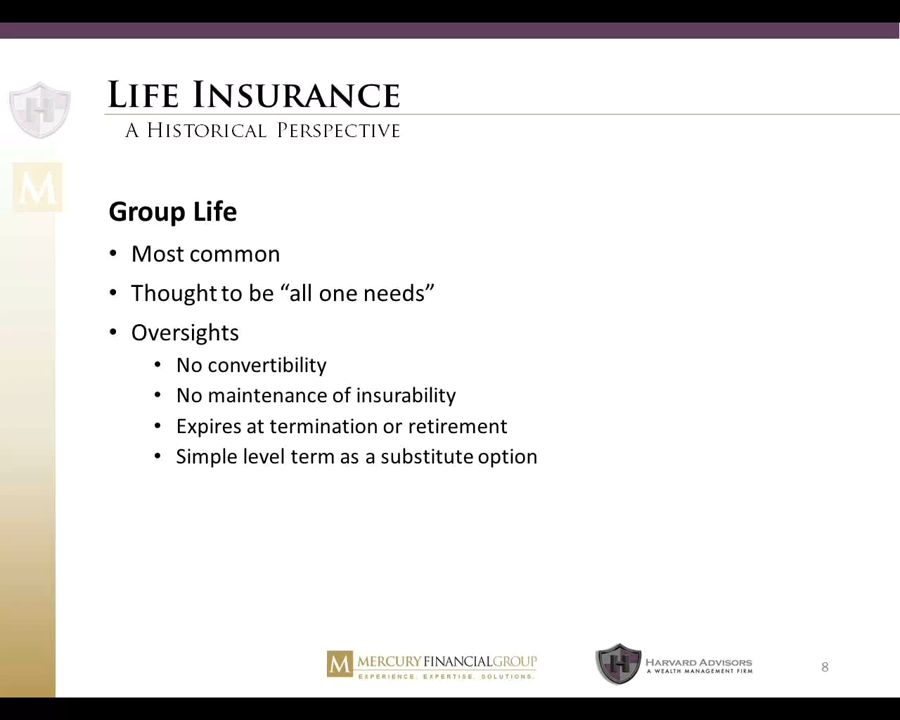 LIFE INSURANCE
A HISTORICAL PERSPECTIVE
H
M
Group Life
• Most common
• Thought to be “all one needs”
• Oversights
• No convertibility
• No maintenance of insurability
• Expires at termination or retirement
• Simple level term as a substitute option
M MERCURY FINANCIAL GROUP
EXPERIENCE. EXPERTISE. SOLUTIONS.
H HARVARD ADVISORS
A WEALTH MANAGEMENT FIRM
8